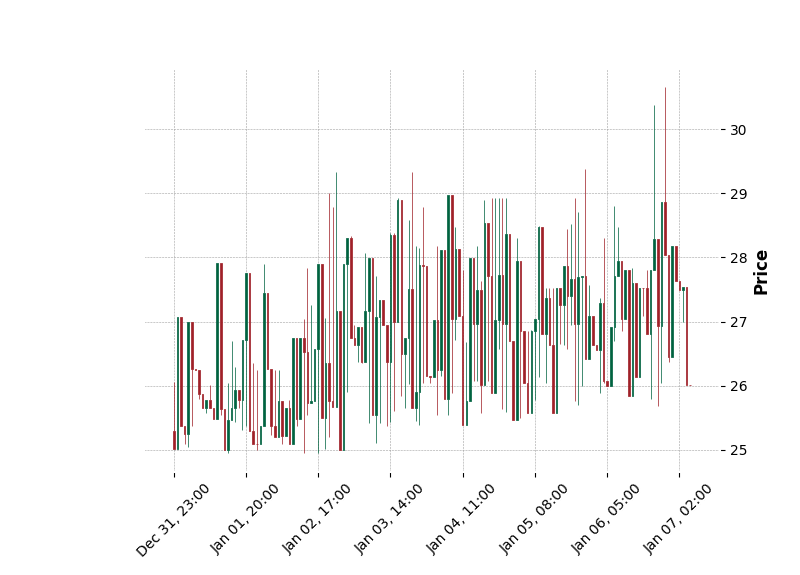 30
29
28
27
26
25
Price
Dec 31, 23:00
Jan 01, 20:00
Jan 02, 17:00
Jan 03, 14:00
Jan 04, 11:00
Jan 05, 08:00
Jan 06, 05:00
Jan 07, 02:00